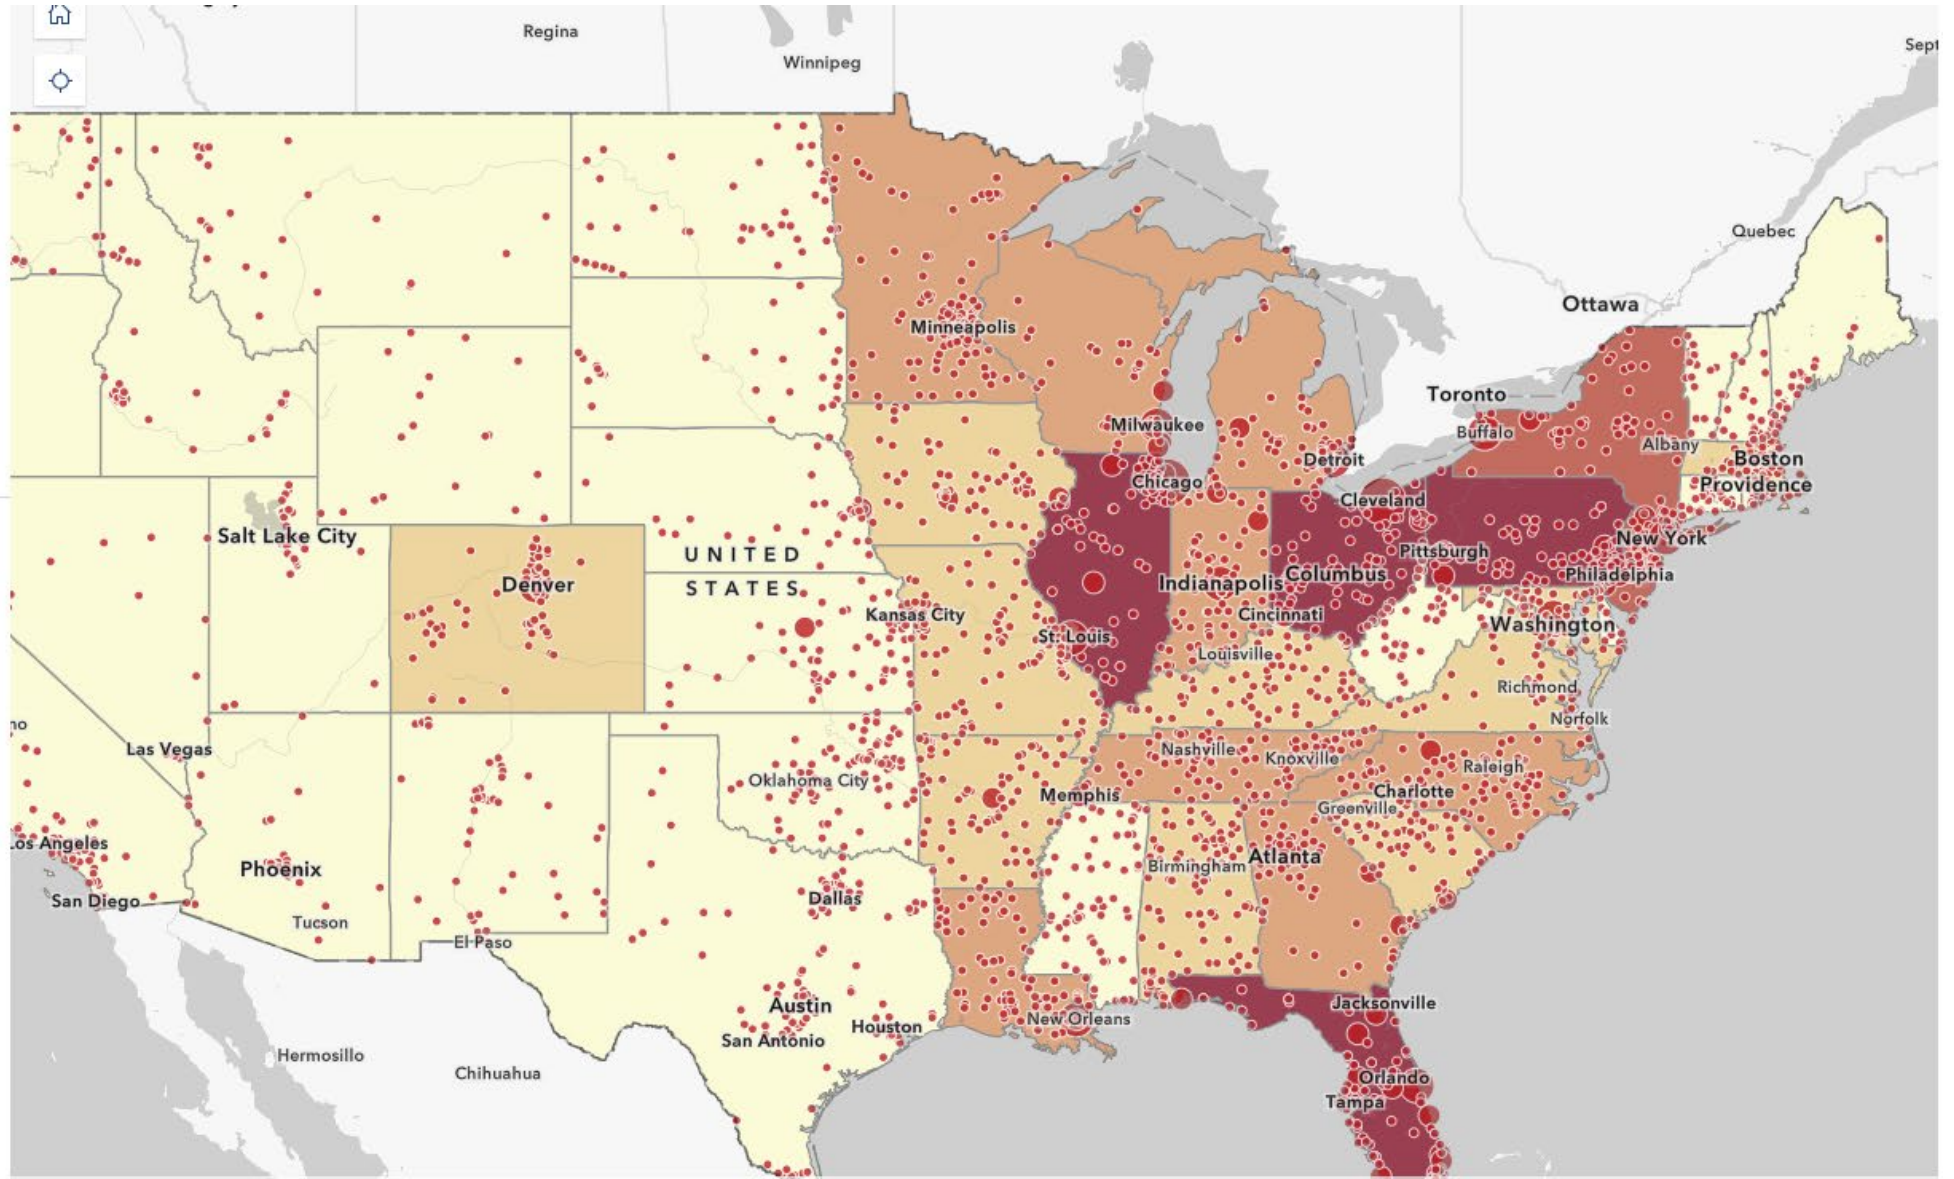 Regina
Winnipeg
Sept
Quebec
Ottawa
Minneapolis
Toronto
Buffalo
Albany
Milwaukee
Detroit
Boston
Chicago
Providence
Cleveland
Salt Lake City
New York
UNITED
STATES
Pittsburgh
Denver
Indianapolis
Columbus
Philadelphia
Kansas City
Cincinnati
Washington
St. Louis
Louisville
Richmond
Norfolk
no
Las Vegas
Nashville
Knoxville
Raleigh
Oklahoma City
Memphis
Charlotte
Greenville
Los Angeles
Phoenix
Birmingham
Atlanta
San Diego
Dallas
Tucson
El Paso
Austin
Jacksonville
New Orleans
Houston
San Antonio
Hermosillo
Chihuahua
Orlando
Tampa